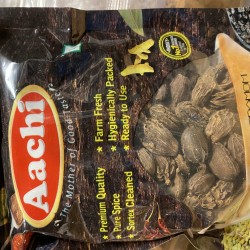 Aachi
The Mother of Good Taste
* Premium Quality
* Pure Spice
* Sortex Cleaned
* Farm Fresh
* Hygienically Packed
* Ready to Use